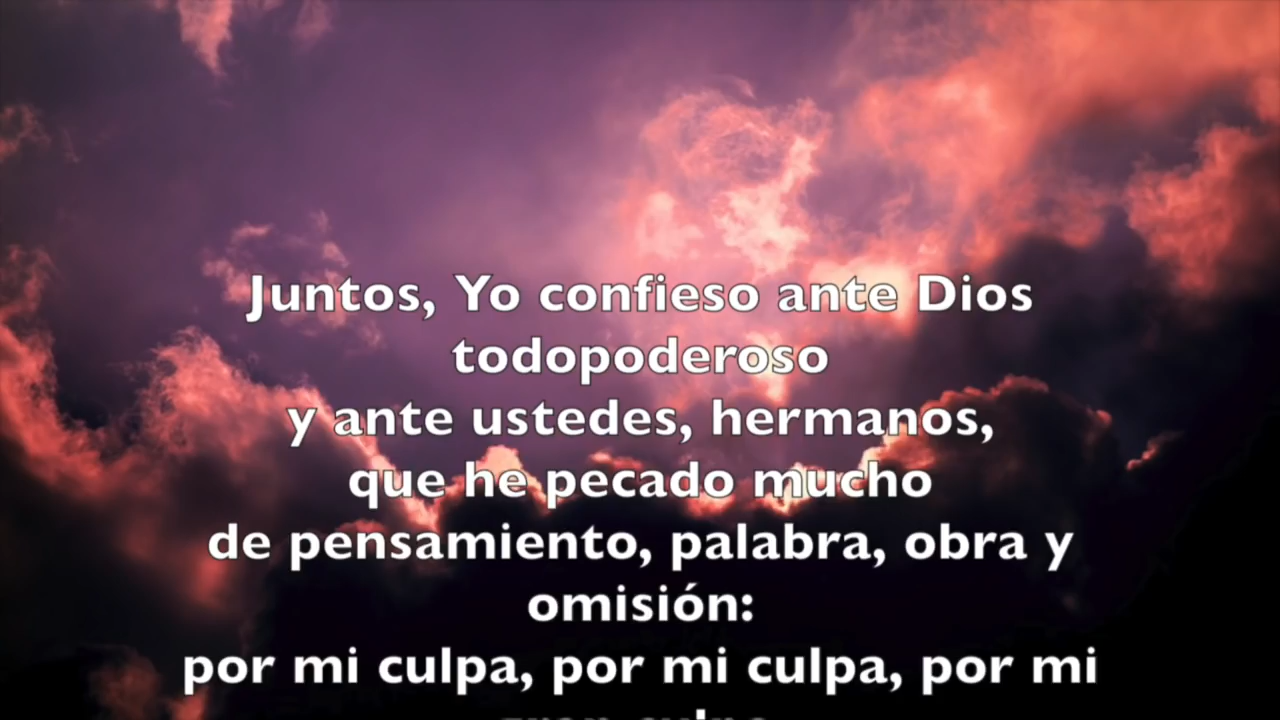 Juntos, Yo confieso ante Dios
todopoderoso
y ante ustedes, hermanos,
que he pecado mucho
de pensamiento, palabra, obra y
omisión:
por mi culpa, por mi culpa, por mi